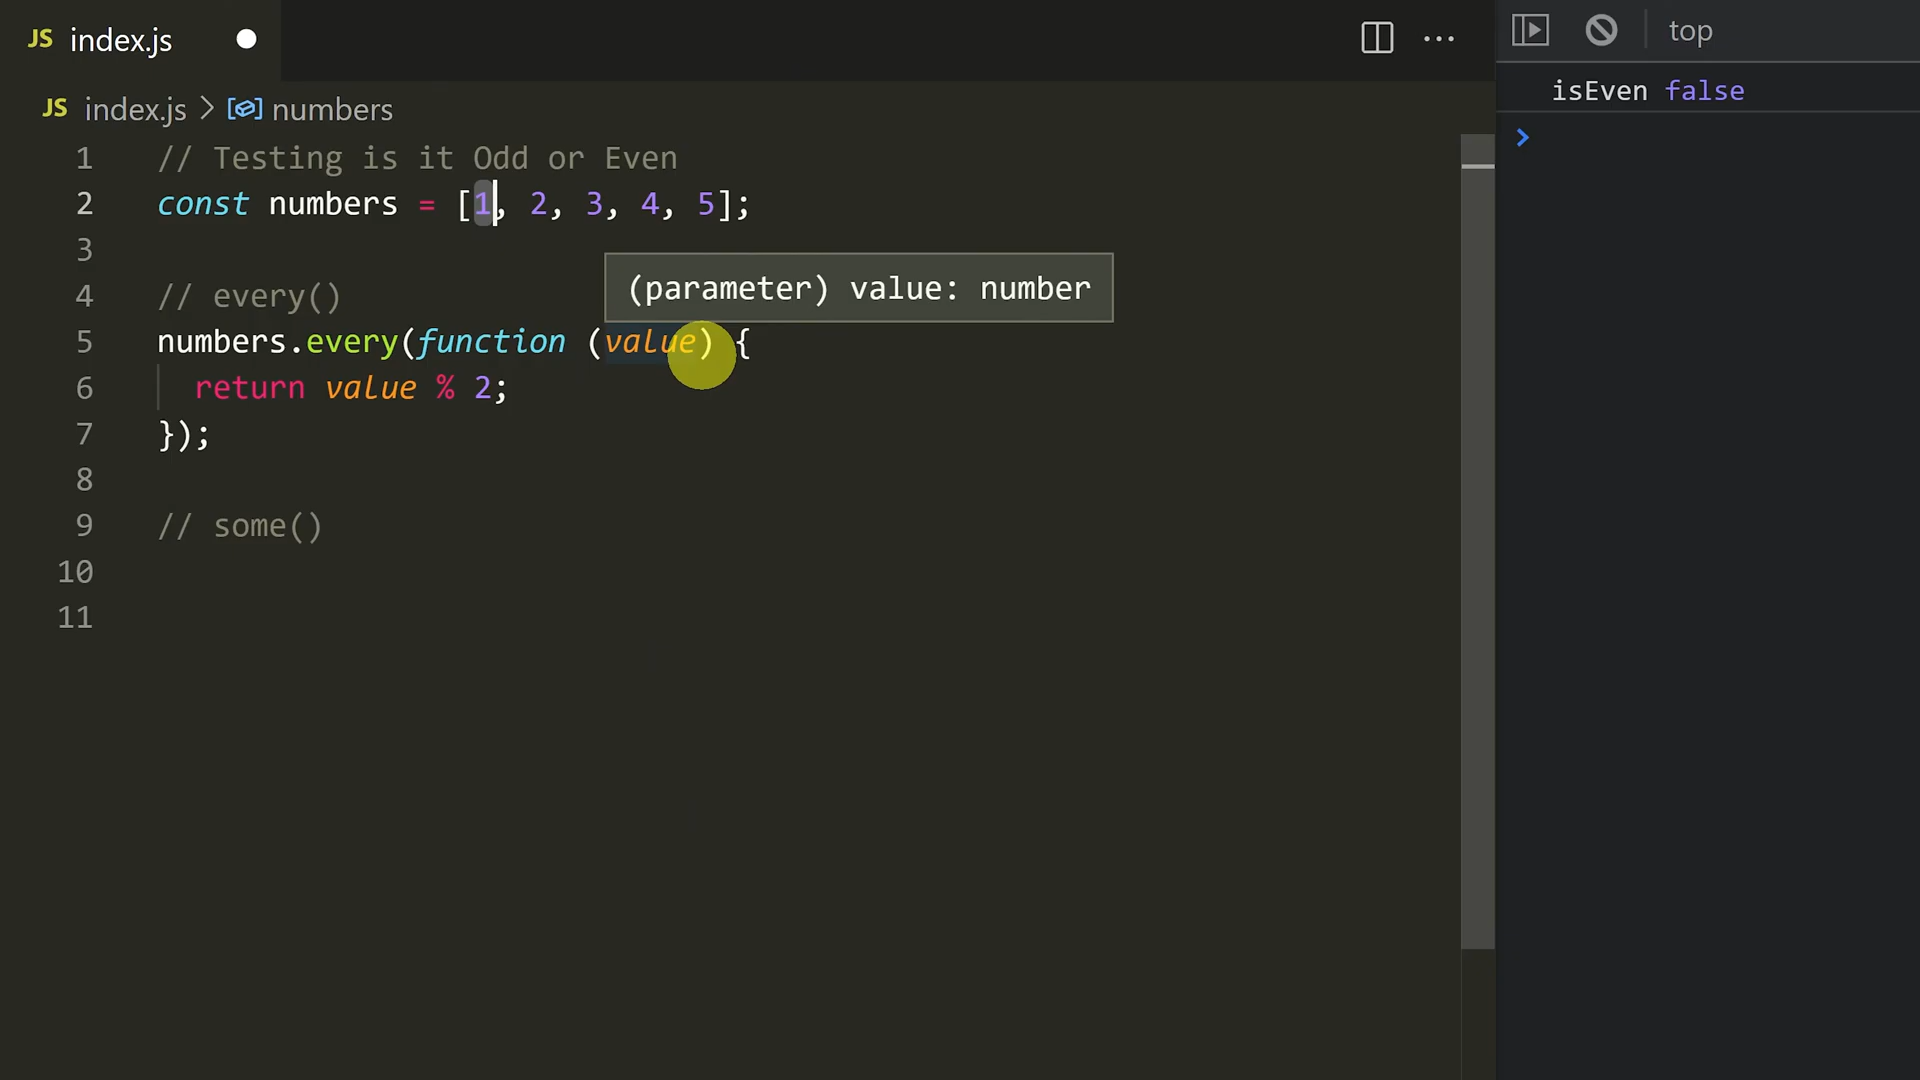 JS index.js
top
isEven false
JS index.js > numbers
1 // Testing is it Odd or Even
2 const numbers = [1, 2, 3, 4, 5];
3
(parameter) value: number
4 // every()
5 numbers.every(function (value) {
6 return value % 2;
7 });
8
9 // some()
10
11